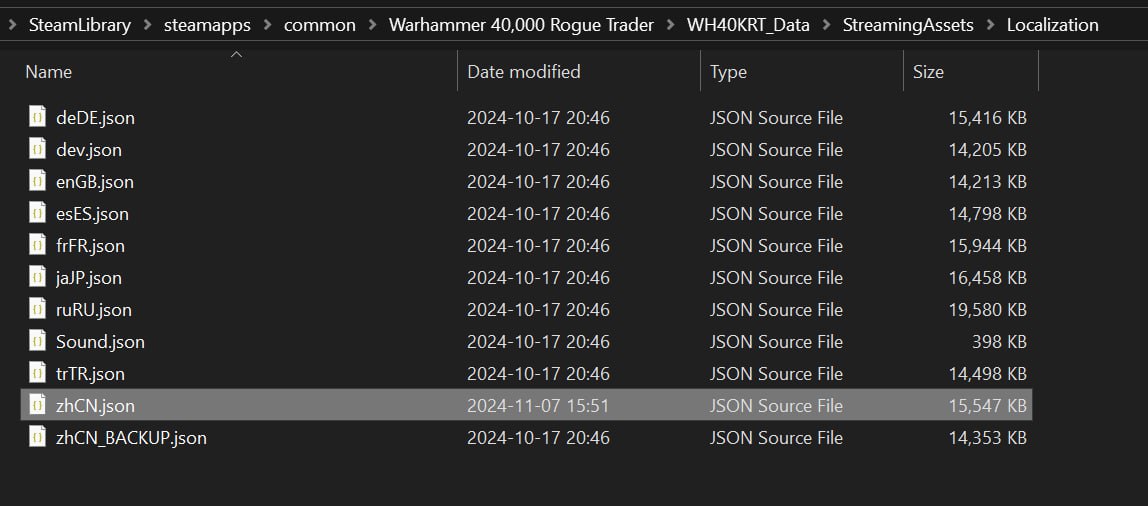 SteamLibrary > steamapps > common > Warhammer 40,000 Rogue Trader > WH40KRT_Data > StreamingAssets > Localization
Name Date modified Type Size
deDE.json 2024-10-17 20:46 JSON Source File 15,416 KB
dev.json 2024-10-17 20:46 JSON Source File 14,205 KB
enGB.json 2024-10-17 20:46 JSON Source File 14,213 KB
esES.json 2024-10-17 20:46 JSON Source File 14,798 KB
frFR.json 2024-10-17 20:46 JSON Source File 15,944 KB
jaJP.json 2024-10-17 20:46 JSON Source File 16,458 KB
ruRU.json 2024-10-17 20:46 JSON Source File 19,580 KB
Sound.json 2024-10-17 20:46 JSON Source File 398 KB
trTR.json 2024-10-17 20:46 JSON Source File 14,498 KB
zhCN.json 2024-11-07 15:51 JSON Source File 15,547 KB
zhCN_BACKUP.json 2024-10-17 20:46 JSON Source File 14,353 KB